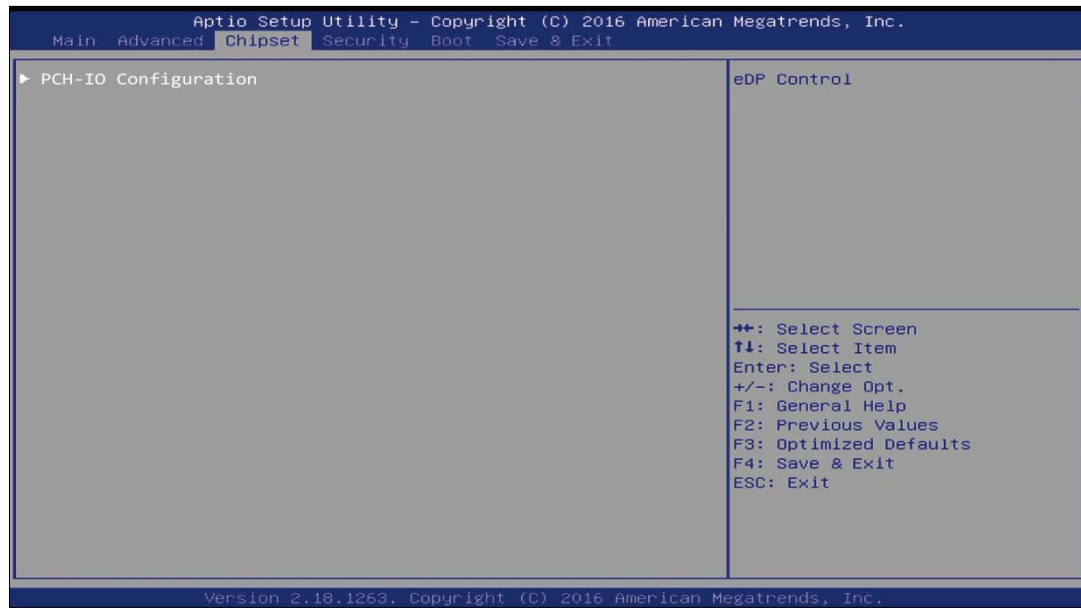 Aptio Setup Utility – Copyright (C) 2016 American Megatrends, Inc.
Main Advanced Chipset Security Boot Save & Exit
► PCH-IO Configuration
eDP Control
→←: Select Screen
↑↓: Select Item
Enter: Select
+/-: Change Opt.
F1: General Help
F2: Previous Values
F3: Optimized Defaults
F4: Save & Exit
ESC: Exit
Version 2.18.1263. Copyright (C) 2016 American Megatrends, Inc.